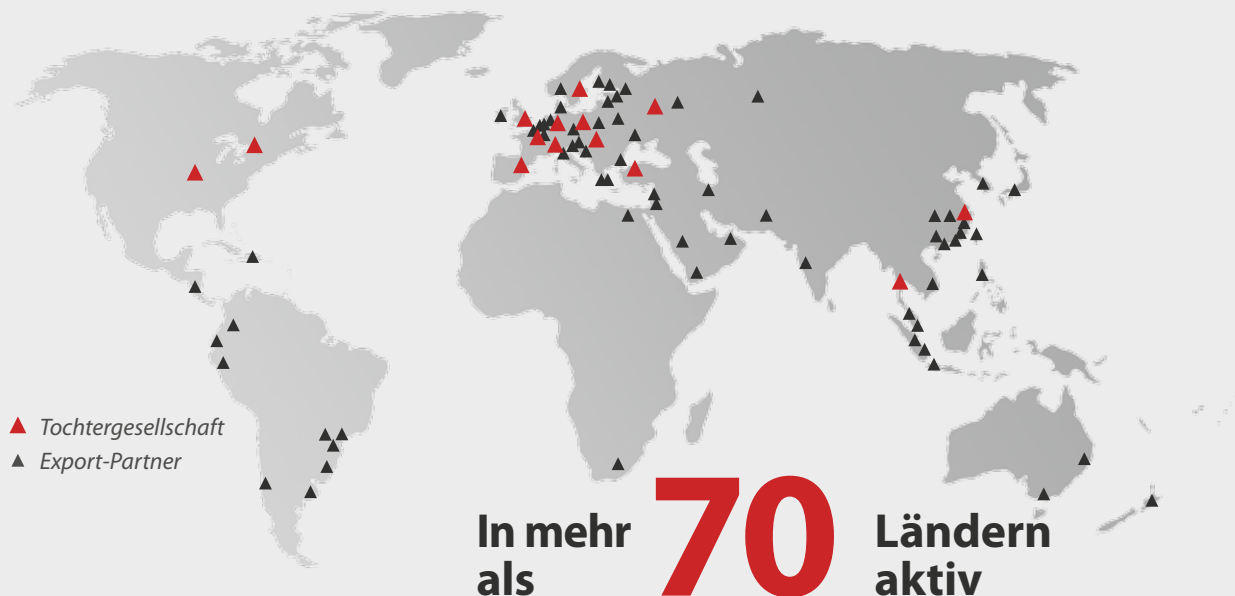 Tochtergesellschaft
Export-Partner
In mehr
als
70
Ländern
aktiv